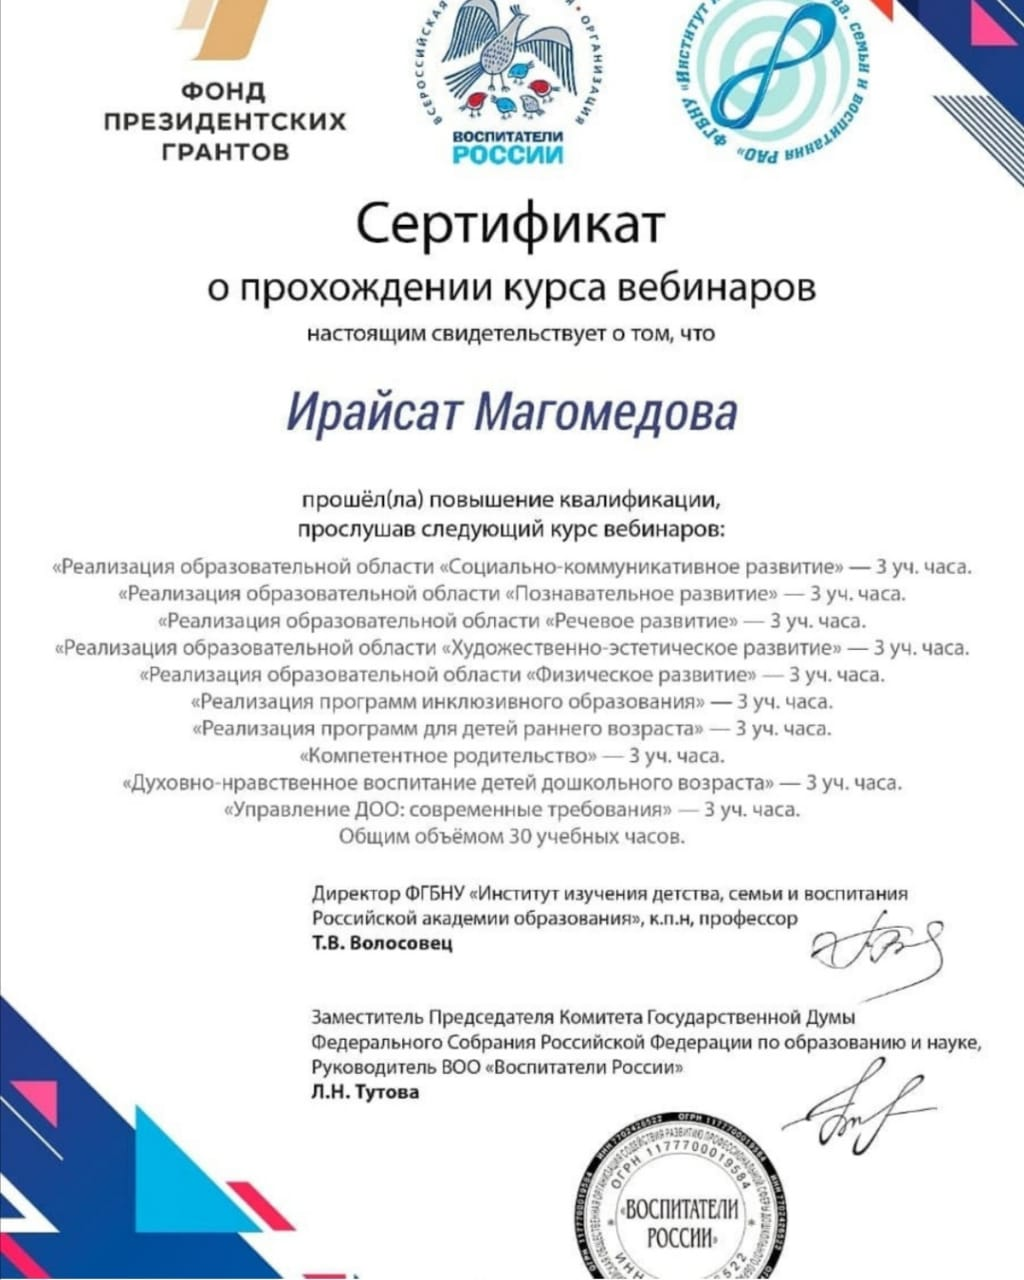 ФОНД
ПРЕЗИДЕНТСКИХ
ГРАНТОВ
ВСЕРОССИЙСКАЯ
ОРГАНИЗАЦИЯ
ВОСПИТАТЕЛИ
РОССИИ
ФГБНУ «Институт
семьи и воспитания РАО»
Сертификат
о прохождении курса вебинаров
настоящим свидетельствует о том, что
Ирайсат Магомедова
прошёл(ла) повышение квалификации,
прослушав следующий курс вебинаров:
«Реализация образовательной области «Социально-коммуникативное развитие» — 3 уч. часа.
«Реализация образовательной области «Познавательное развитие» — 3 уч. часа.
«Реализация образовательной области «Речевое развитие» — 3 уч. часа.
«Реализация образовательной области «Художественно-эстетическое развитие» — 3 уч. часа.
«Реализация образовательной области «Физическое развитие» — 3 уч. часа.
«Реализация программ инклюзивного образования» — 3 уч. часа.
«Реализация программ для детей раннего возраста» — 3 уч. часа.
«Компетентное родительство» — 3 уч. часа.
«Духовно-нравственное воспитание детей дошкольного возраста» — 3 уч. часа.
«Управление ДОО: современные требования» — 3 уч. часа.
Общим объёмом 30 учебных часов.
Директор ФГБНУ «Институт изучения детства, семьи и воспитания
Российской академии образования», к.п.н, профессор
Т.В. Волосовец
Заместитель Председателя Комитета Государственной Думы
Федерального Собрания Российской Федерации по образованию и науке,
Руководитель ВОО «Воспитатели России»
Л.Н. Тутова
ОГРН 1177700019584
«ВОСПИТАТЕЛИ
РОССИИ»